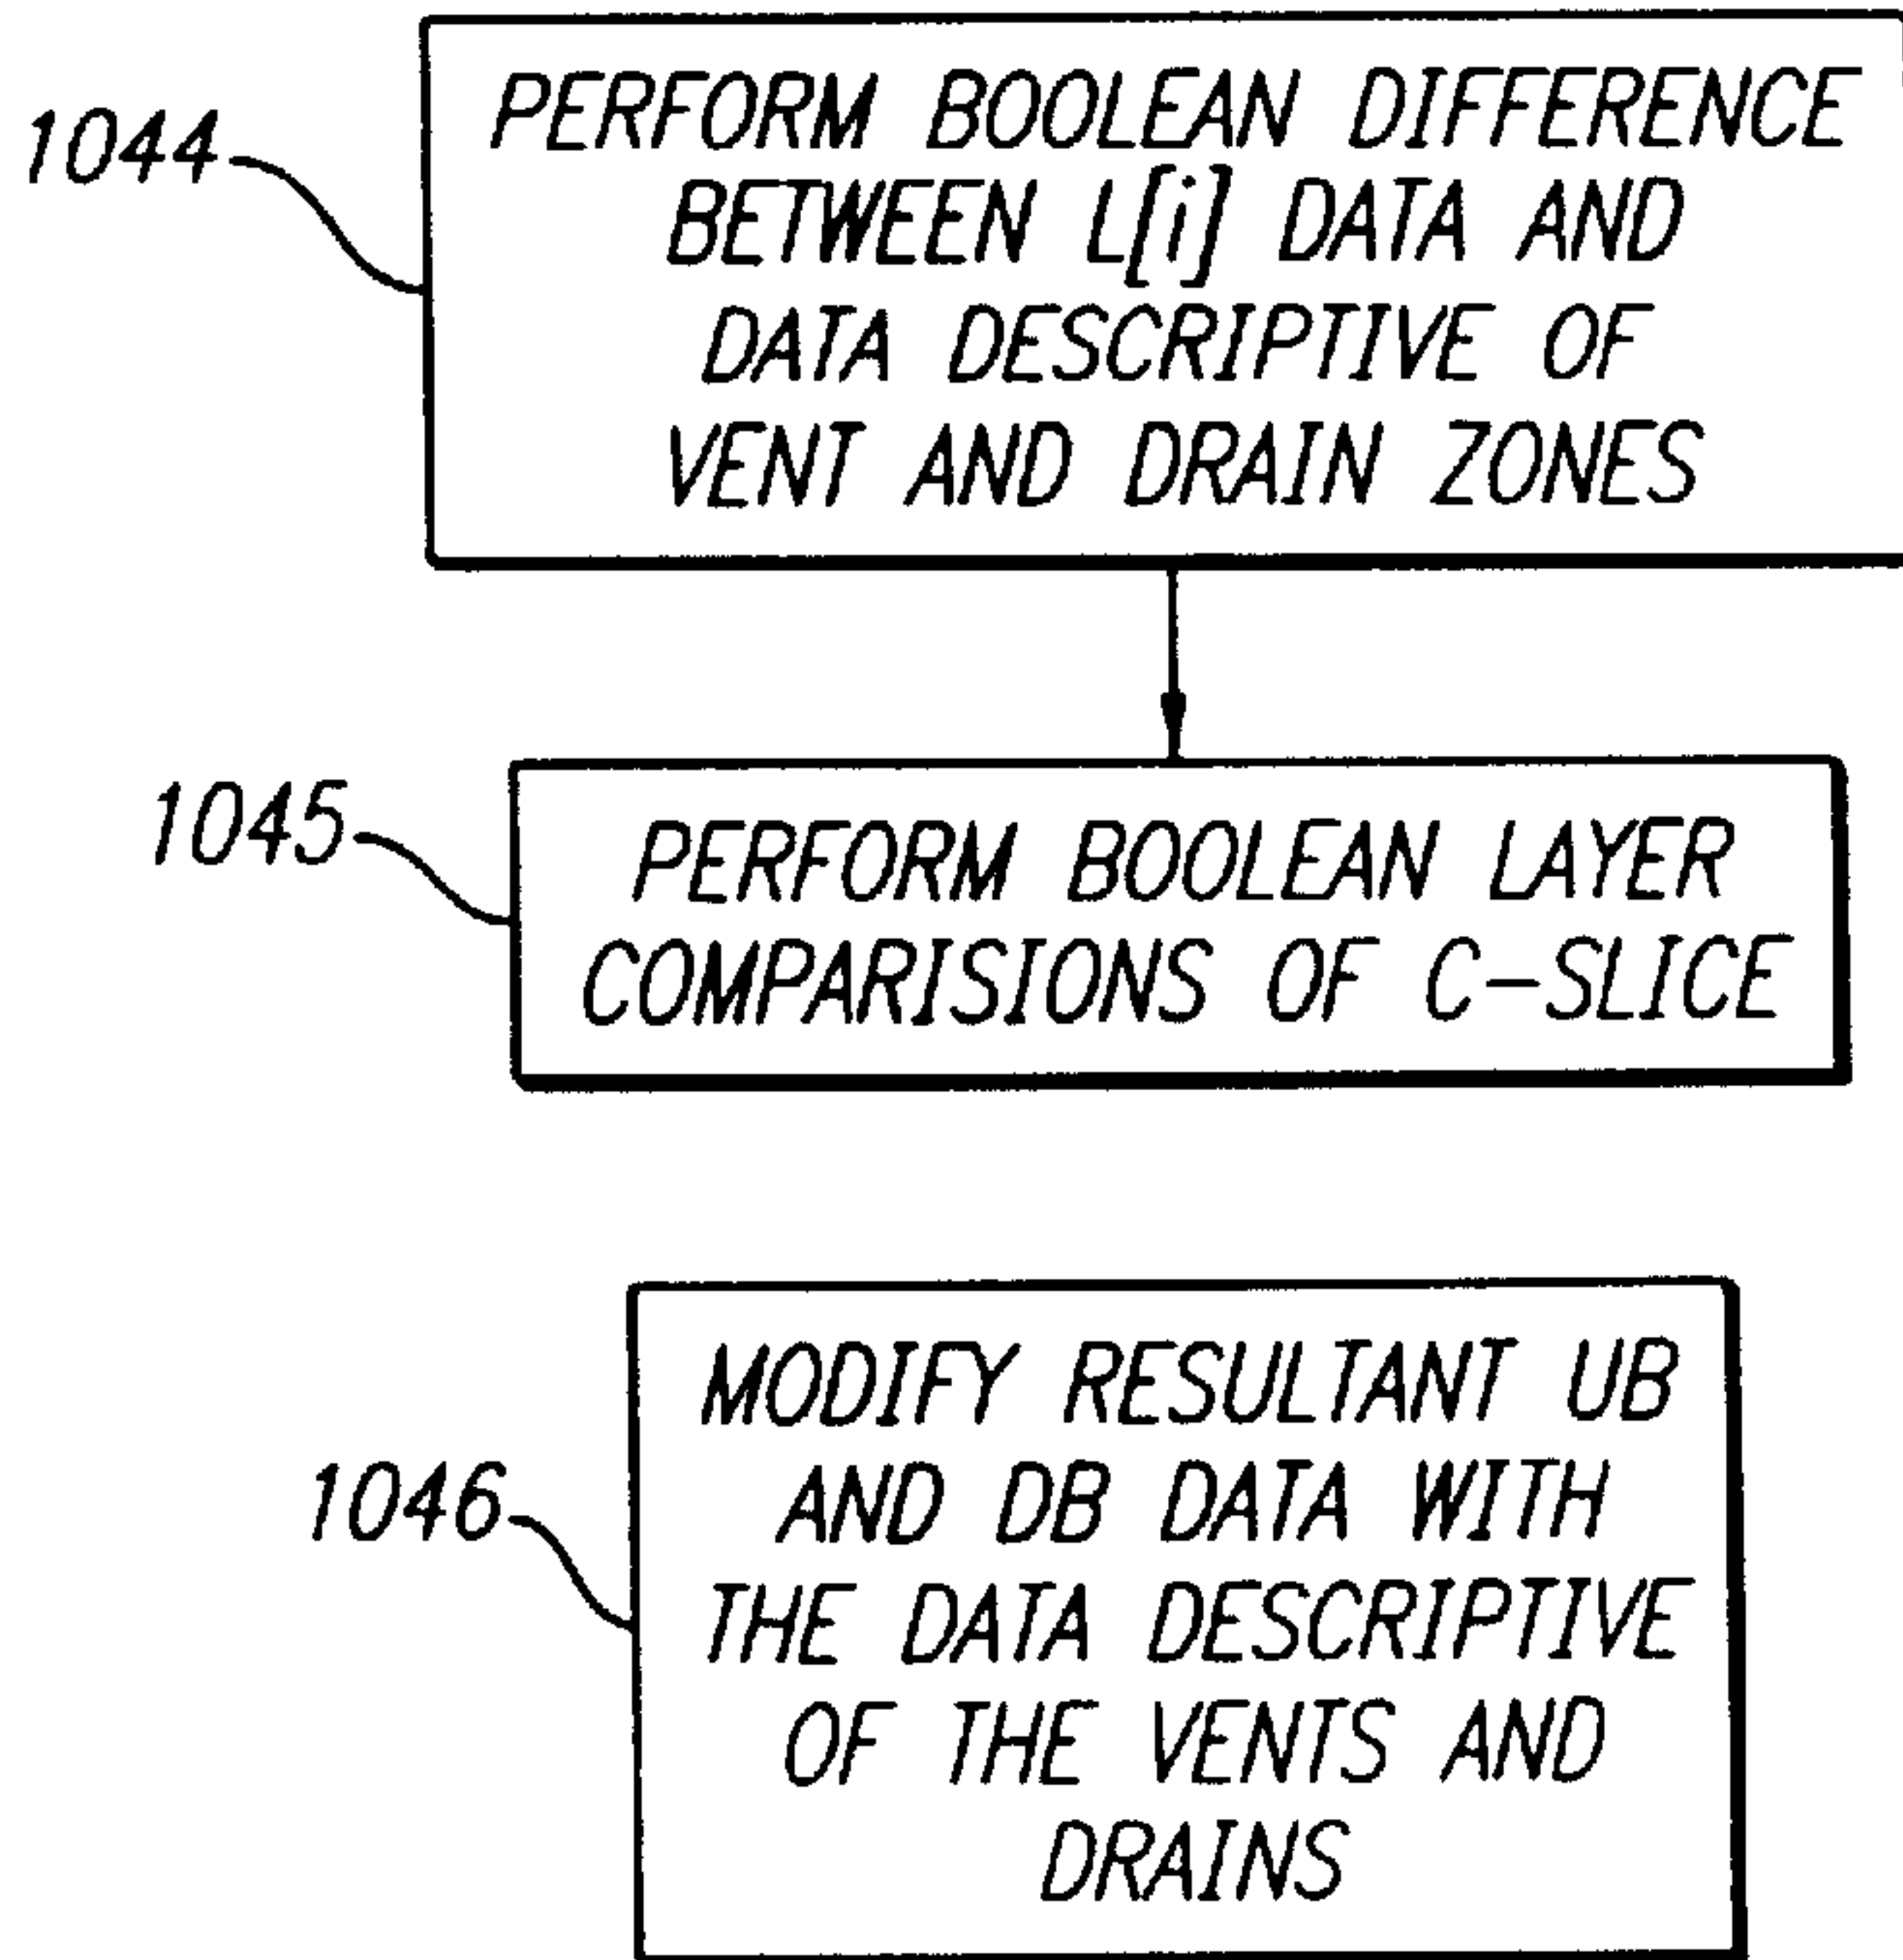 1044
PERFORM BOOLEAN DIFFERENCE
BETWEEN L[i] DATA AND
DATA DESCRIPTIVE OF
VENT AND DRAIN ZONES
1045
PERFORM BOOLEAN LAYER
COMPARISIONS OF C-SLICE
1046
MODIFY RESULTANT UB
AND DB DATA WITH
THE DATA DESCRIPTIVE
OF THE VENTS AND
DRAINS